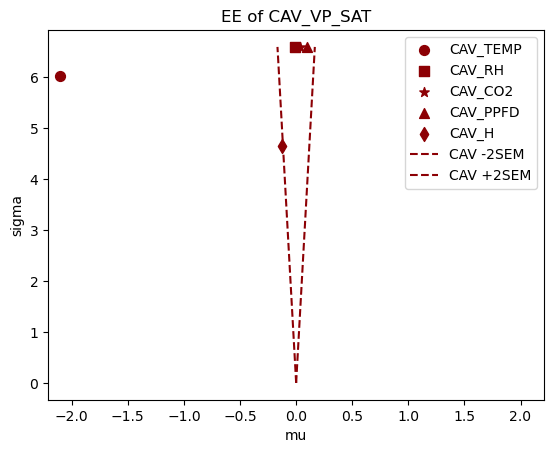 EE of CAV_VP_SAT
CAV_TEMP
CAV_RH
CAV_CO2
CAV_PPFD
CAV_H
CAV -2SEM
CAV +2SEM
sigma
6
5
4
3
2
1
0
−2.0 −1.5 −1.0 −0.5 0.0 0.5 1.0 1.5 2.0
mu